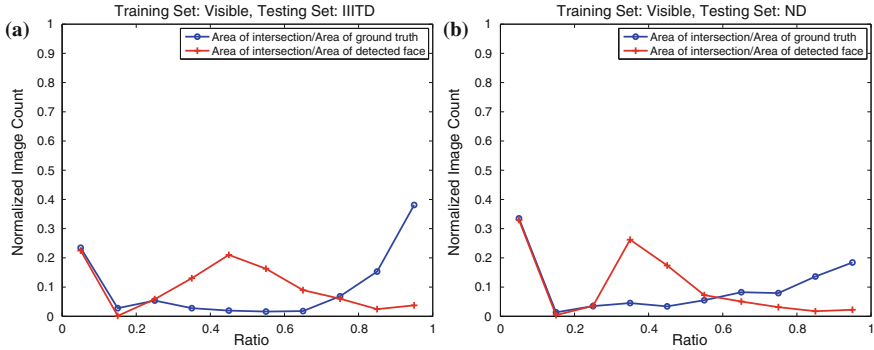 (a)
Training Set: Visible, Testing Set: IIITD
Area of intersection/Area of ground truth
Area of intersection/Area of detected face
Normalized Image Count
1
0.9
0.8
0.7
0.6
0.5
0.4
0.3
0.2
0.1
0
0 0.2 0.4 0.6 0.8 1
Ratio
(b)
Training Set: Visible, Testing Set: ND
Area of intersection/Area of ground truth
Area of intersection/Area of detected face
Normalized Image Count
1
0.9
0.8
0.7
0.6
0.5
0.4
0.3
0.2
0.1
0
0 0.2 0.4 0.6 0.8 1
Ratio